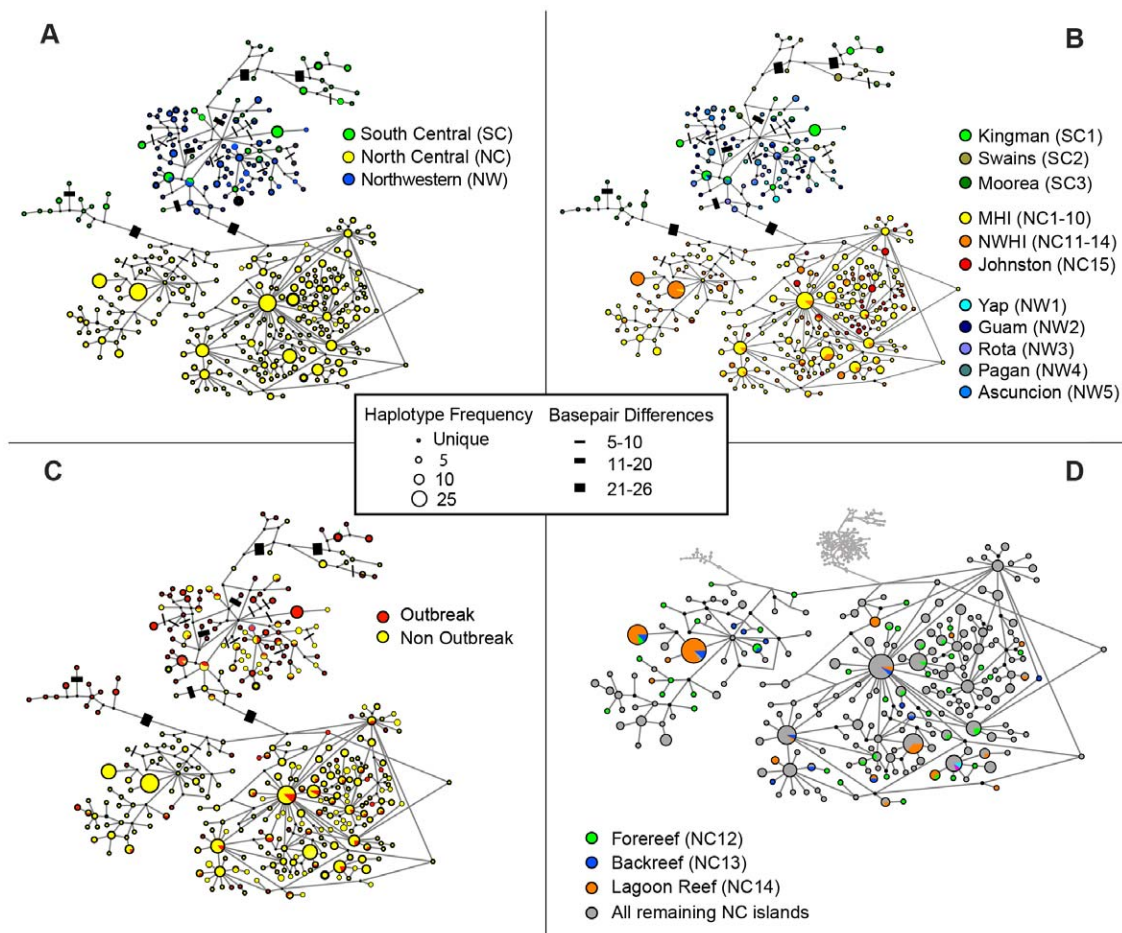 A
South Central (SC)
North Central (NC)
Northwestern (NW)
B
Kingman (SC1)
Swains (SC2)
Moorea (SC3)
MHI (NC1-10)
NWHI (NC11-14)
Johnston (NC15)
Yap (NW1)
Guam (NW2)
Rota (NW3)
Pagan (NW4)
Ascuncion (NW5)
Haplotype Frequency
Unique
5
10
25
Basepair Differences
5-10
11-20
21-26
C
Outbreak
Non Outbreak
D
Forereef (NC12)
Backreef (NC13)
Lagoon Reef (NC14)
All remaining NC islands